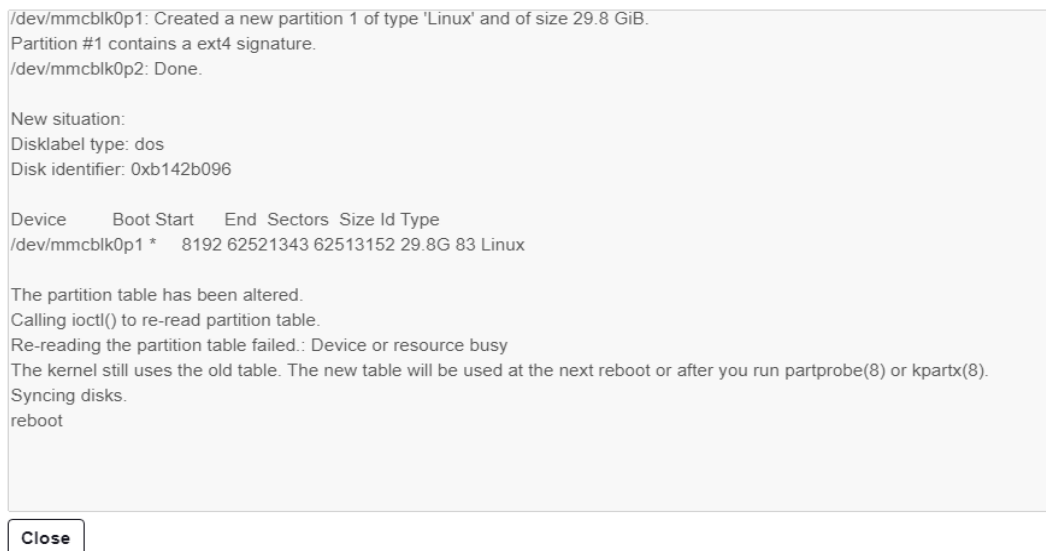 /dev/mmcblk0p1: Created a new partition 1 of type 'Linux' and of size 29.8 GiB.
Partition #1 contains a ext4 signature.
/dev/mmcblk0p2: Done.
New situation:
Disklabel type: dos
Disk identifier: 0xb142b096
Device Boot Start End Sectors Size Id Type
/dev/mmcblk0p1 * 8192 62521343 62513152 29.8G 83 Linux
The partition table has been altered.
Calling ioctl() to re-read partition table.
Re-reading the partition table failed.: Device or resource busy
The kernel still uses the old table. The new table will be used at the next reboot or after you run partprobe(8) or kpartx(8).
Syncing disks.
reboot
Close